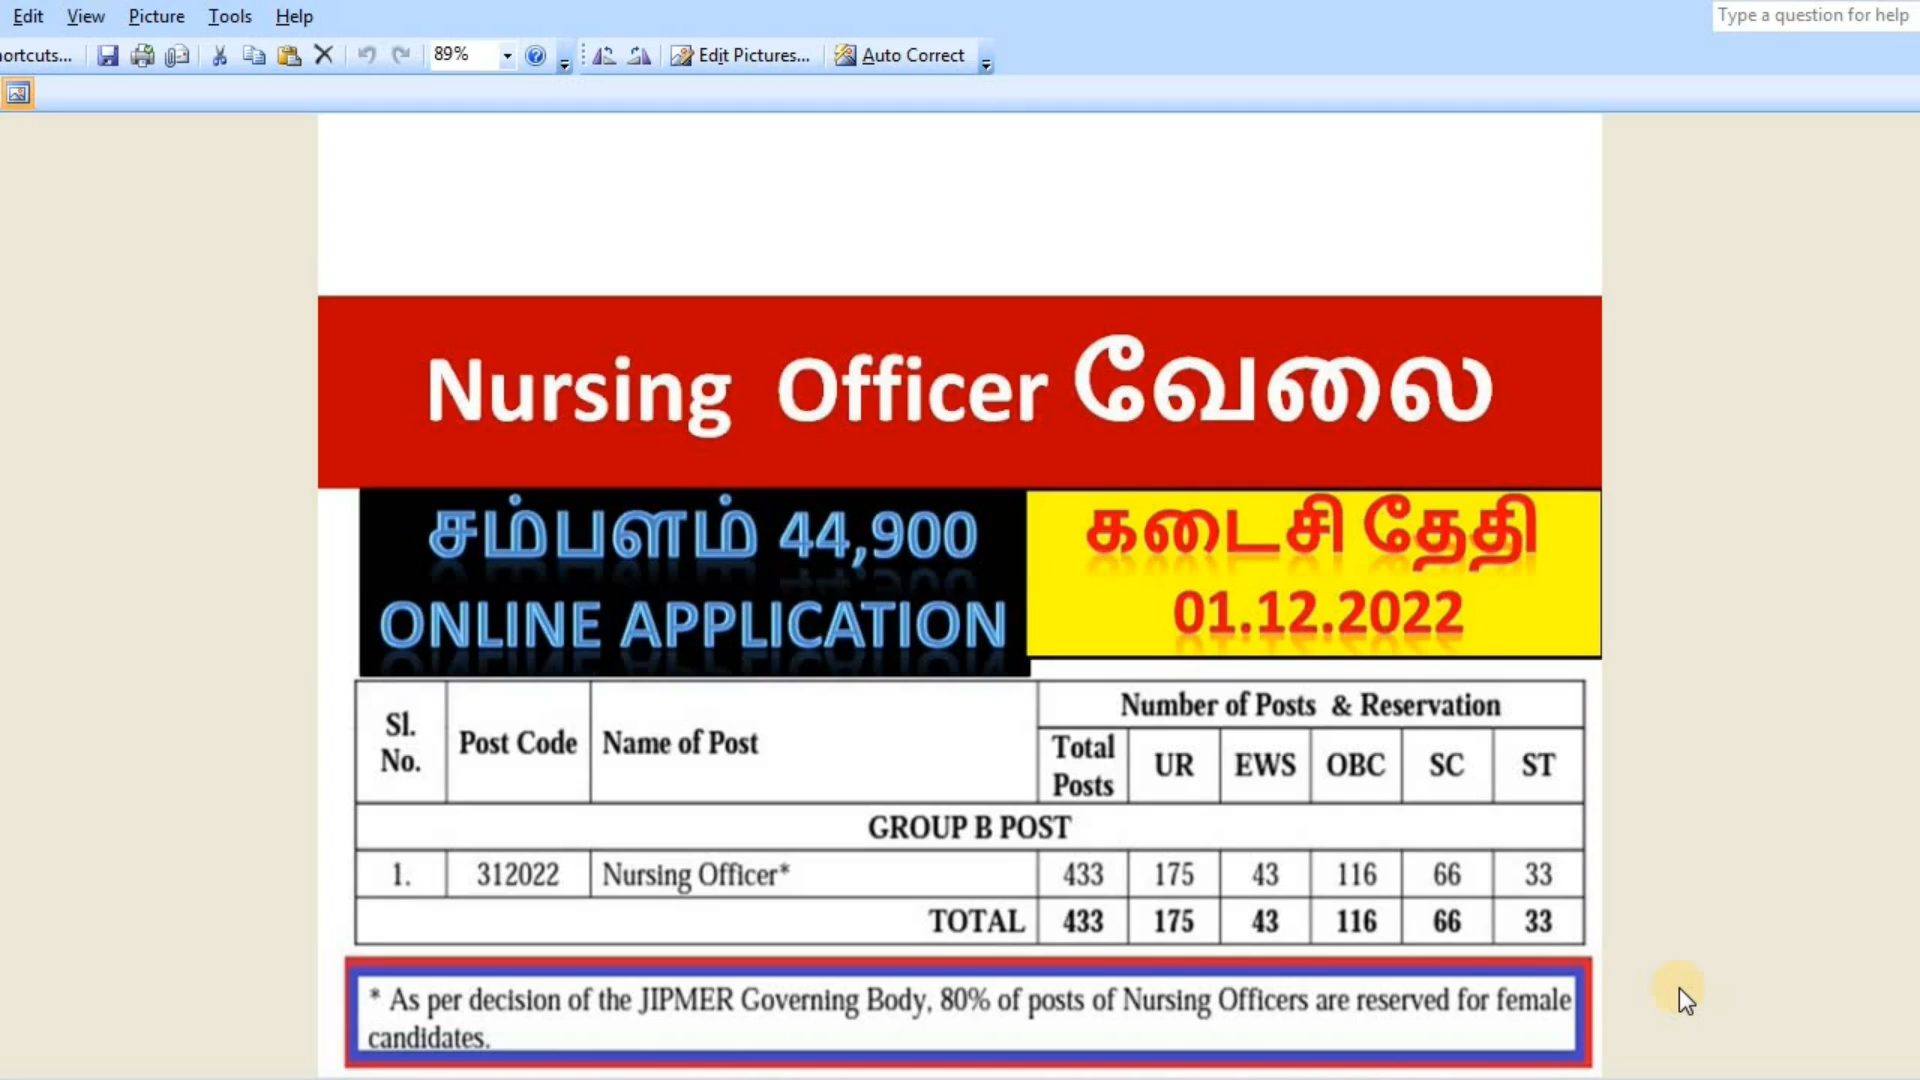 Edit View Picture Tools Help
Type a question for help
ortcuts... 89% Edit Pictures... Auto Correct
Nursing Officer வேலை
சம்பளம் 44,900
ONLINE APPLICATION
கடைசி தேதி
01.12.2022
Sl. No. Post Code Name of Post Number of Posts & Reservation
Total Posts UR EWS OBC SC ST
GROUP B POST
1. 312022 Nursing Officer* 433 175 43 116 66 33
TOTAL 433 175 43 116 66 33
* As per decision of the JIPMER Governing Body, 80% of posts of Nursing Officers are reserved for female
candidates.